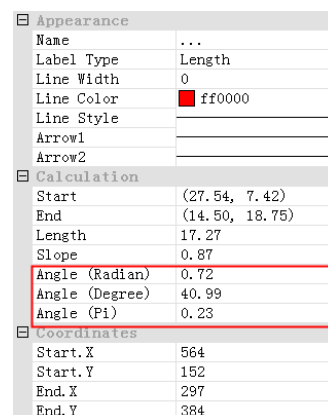 Appearance
Name ...
Label Type Length
Line Width 0
Line Color ff0000
Line Style
Arrow1
Arrow2
Calculation
Start (27.54, 7.42)
End (14.50, 18.75)
Length 17.27
Slope 0.87
Angle (Radian) 0.72
Angle (Degree) 40.99
Angle (Pi) 0.23
Coordinates
Start.X 564
Start.Y 152
End.X 297
End.Y 384